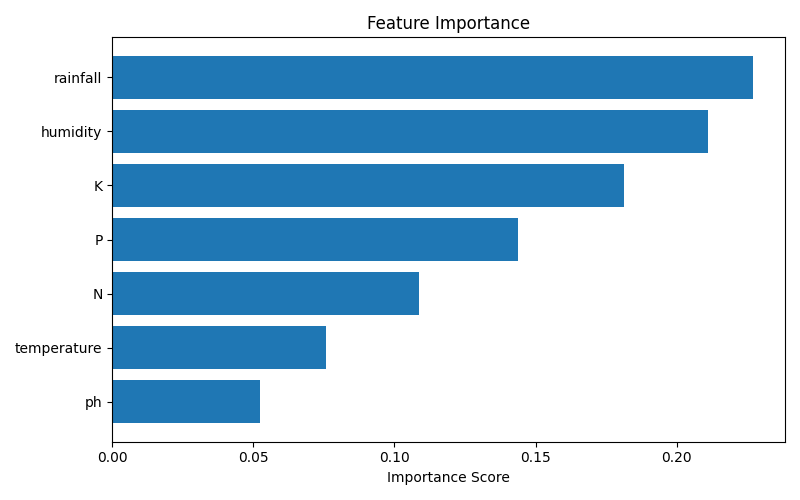 Feature Importance
rainfall
humidity
K
P
N
temperature
ph
0.00 0.05 0.10 0.15 0.20
Importance Score